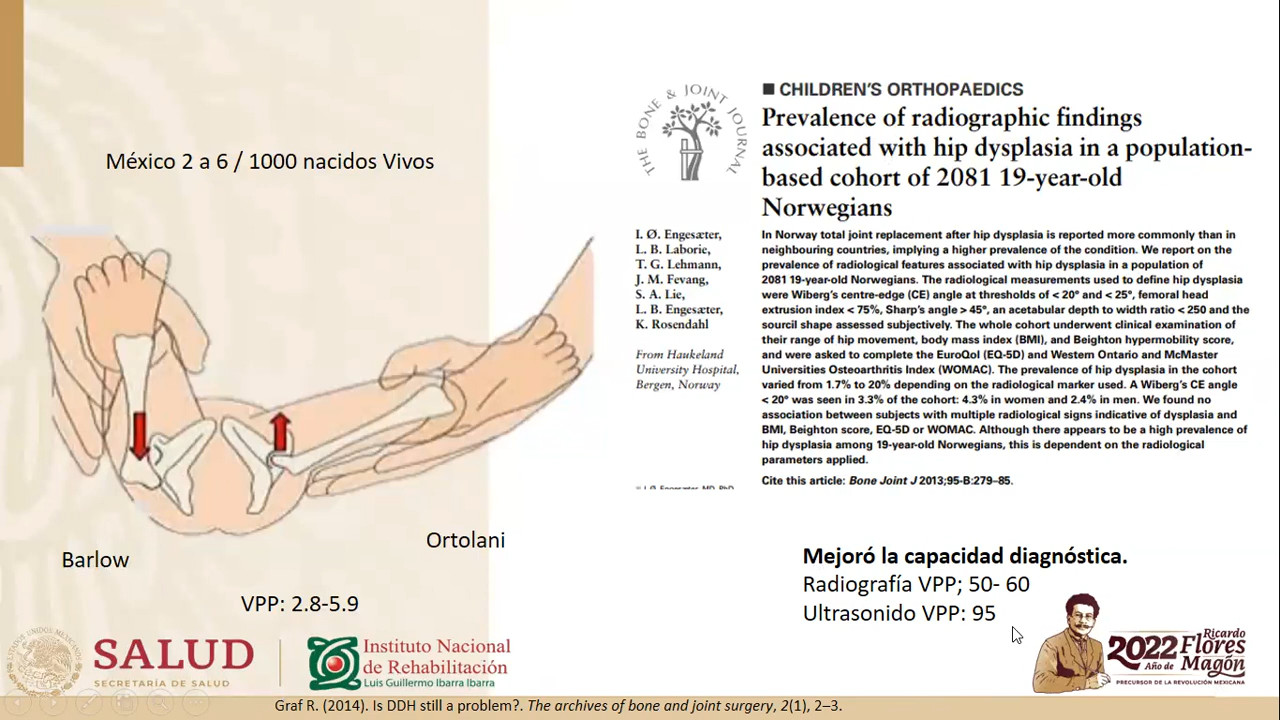 México 2 a 6 / 1000 nacidos Vivos
Barlow
Ortolani
VPP: 2.8-5.9
THE BONE & JOINT JOURNAL
■ CHILDREN'S ORTHOPAEDICS
Prevalence of radiographic findings
associated with hip dysplasia in a population-
based cohort of 2081 19-year-old
Norwegians
I. Ø. Engesæter,
L. B. Laborie,
T. G. Lehmann,
J. M. Fevang,
S. A. Lie,
L. B. Engesæter,
K. Rosendahl
From Haukeland
University Hospital,
Bergen, Norway
In Norway total joint replacement after hip dysplasia is reported more commonly than in
neighbouring countries, implying a higher prevalence of the condition. We report on the
prevalence of radiological features associated with hip dysplasia in a population of
2081 19-year-old Norwegians. The radiological measurements used to define hip dysplasia
were Wiberg's centre-edge (CE) angle at thresholds of < 20° and < 25°, femoral head
extrusion index < 75%, Sharp's angle > 45°, an acetabular depth to width ratio < 250 and the
sourcil shape assessed subjectively. The whole cohort underwent clinical examination of
their range of hip movement, body mass index (BMI), and Beighton hypermobility score,
and were asked to complete the EuroQol (EQ-5D) and Western Ontario and McMaster
Universities Osteoarthritis Index (WOMAC). The prevalence of hip dysplasia in the cohort
varied from 1.7% to 20% depending on the radiological marker used. A Wiberg's CE angle
< 20° was seen in 3.3% of the cohort: 4.3% in women and 2.4% in men. We found no
association between subjects with multiple radiological signs indicative of dysplasia and
BMI, Beighton score, EQ-5D or WOMAC. Although there appears to be a high prevalence of
hip dysplasia among 19-year-old Norwegians, this is dependent on the radiological
parameters applied.
Cite this article: Bone Joint J 2013;95-B:279–85.
Mejoró la capacidad diagnóstica.
Radiografía VPP; 50- 60
Ultrasonido VPP: 95
SALUD
SECRETARÍA DE SALUD
Instituto Nacional
de Rehabilitación
Luis Guillermo Ibarra Ibarra
2022 Ricardo
Año de Flores
Magón
PRECURSOR DE LA REVOLUCIÓN MEXICANA
Graf R. (2014). Is DDH still a problem?. The archives of bone and joint surgery, 2(1), 2–3.